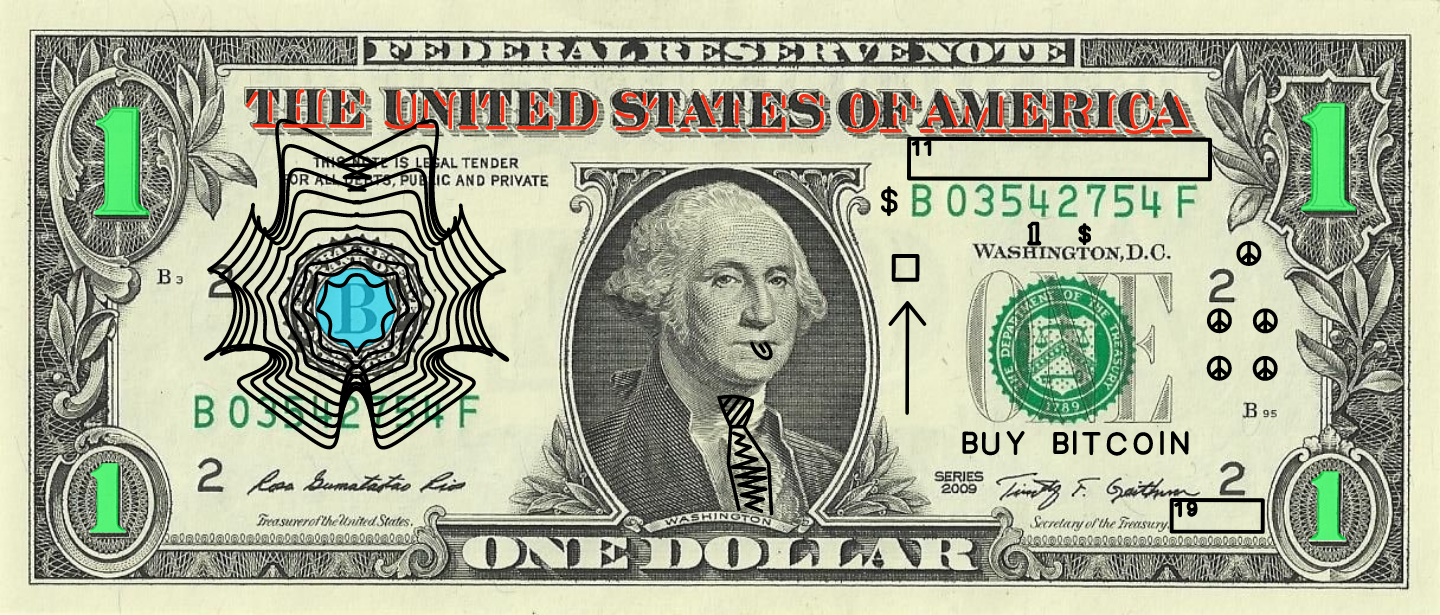 FEDERAL RESERVE NOTE
THE UNITED STATES OF AMERICA
1
1
THIS NOTE IS LEGAL TENDER
FOR ALL DEBTS, PUBLIC AND PRIVATE
11
$
B 03542754 F
1 $
WASHINGTON, D.C.
B 3
2
B
ONE
2
THE DEPARTMENT OF THE TREASURY
1789
B 03542754 F
B 95
BUY BITCOIN
2
Rosa Gumataotao Rios
SERIES
2009
Timothy F. Geithner
2
19
Treasurer of the United States.
WASHINGTON
Secretary of the Treasury.
1
1
ONE DOLLAR